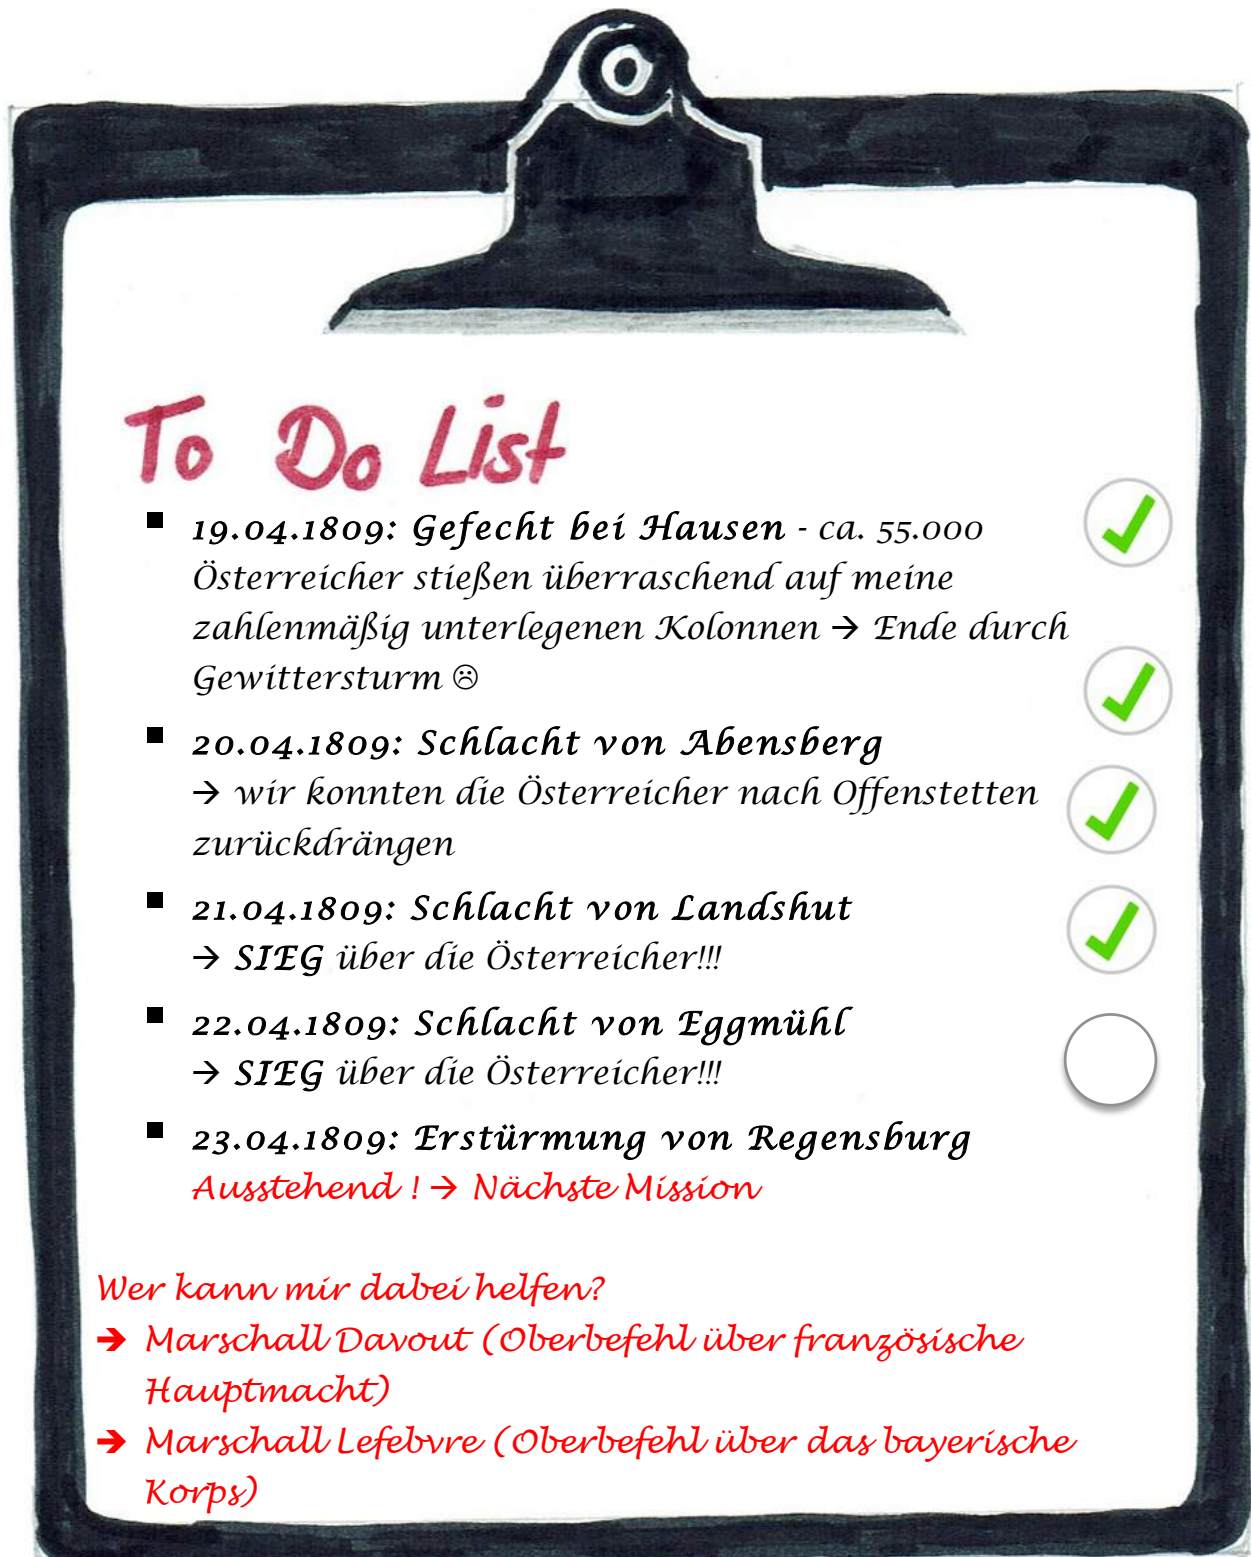 To Do List
▪ 19.04.1809: Gefecht bei Hausen - ca. 55.000
Österreicher stießen überraschend auf meine
zahlenmäßig unterlegenen Kolonnen → Ende durch
Gewittersturm ☹
▪ 20.04.1809: Schlacht von Abensberg
→ wir konnten die Österreicher nach Offenstetten
zurückdrängen
▪ 21.04.1809: Schlacht von Landshut
→ SIEG über die Österreicher!!!
▪ 22.04.1809: Schlacht von Eggmühl
→ SIEG über die Österreicher!!!
▪ 23.04.1809: Erstürmung von Regensburg
Ausstehend ! → Nächste Mission
Wer kann mir dabei helfen?
➔ Marschall Davout (Oberbefehl über französische
Hauptmacht)
➔ Marschall Lefebvre (Oberbefehl über das bayerische
Korps)